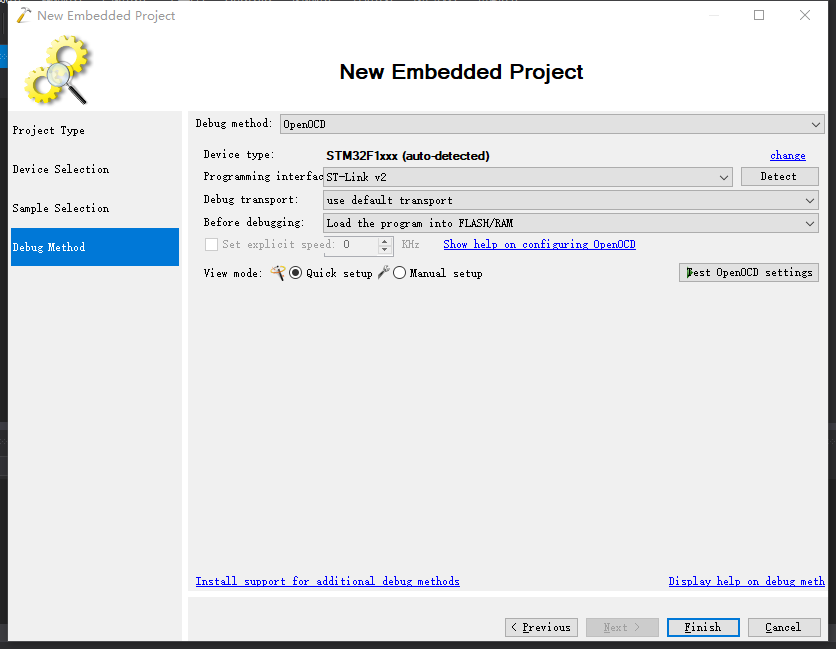 New Embedded Project
New Embedded Project
Project Type
Device Selection
Sample Selection
Debug Method
Debug method: OpenOCD
Device type: STM32F1xxx (auto-detected) change
Programming interfac ST-Link v2 Detect
Debug transport: use default transport
Before debugging: Load the program into FLASH/RAM
Set explicit speed: 0 KHz Show help on configuring OpenOCD
View mode: Quick setup Manual setup Test OpenOCD settings
Install support for additional debug methods Display help on debug meth
< Previous Next > Finish Cancel